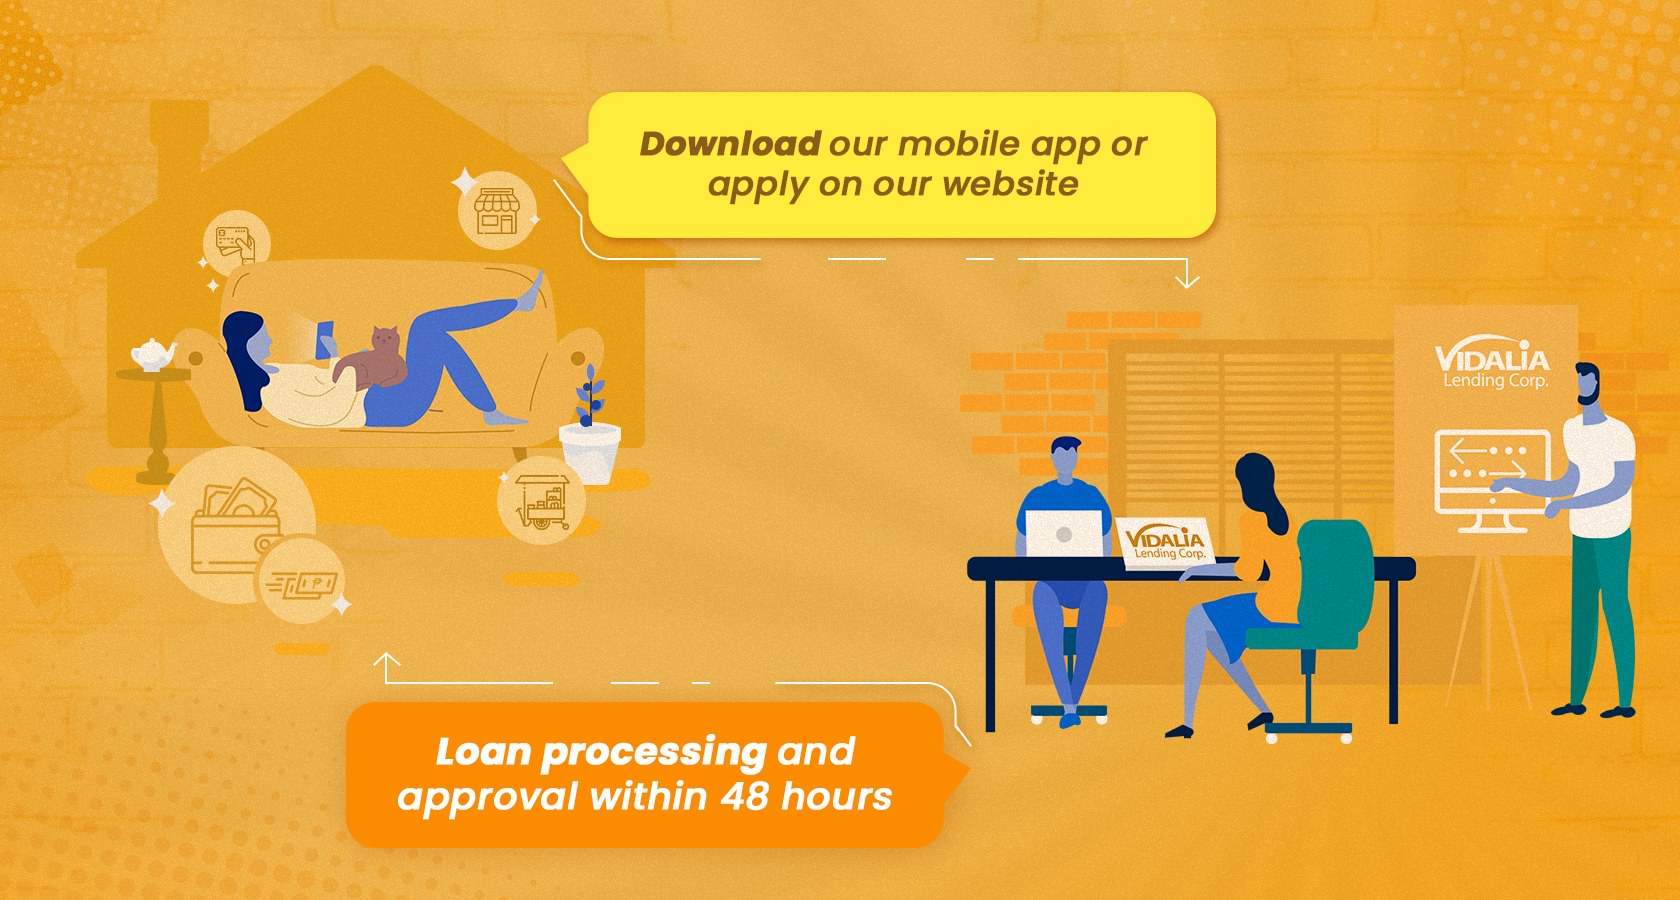 Download our mobile app or
apply on our website
VIDALIA
Lending Corp.
VIDALIA
Lending Corp.
Loan processing and
approval within 48 hours